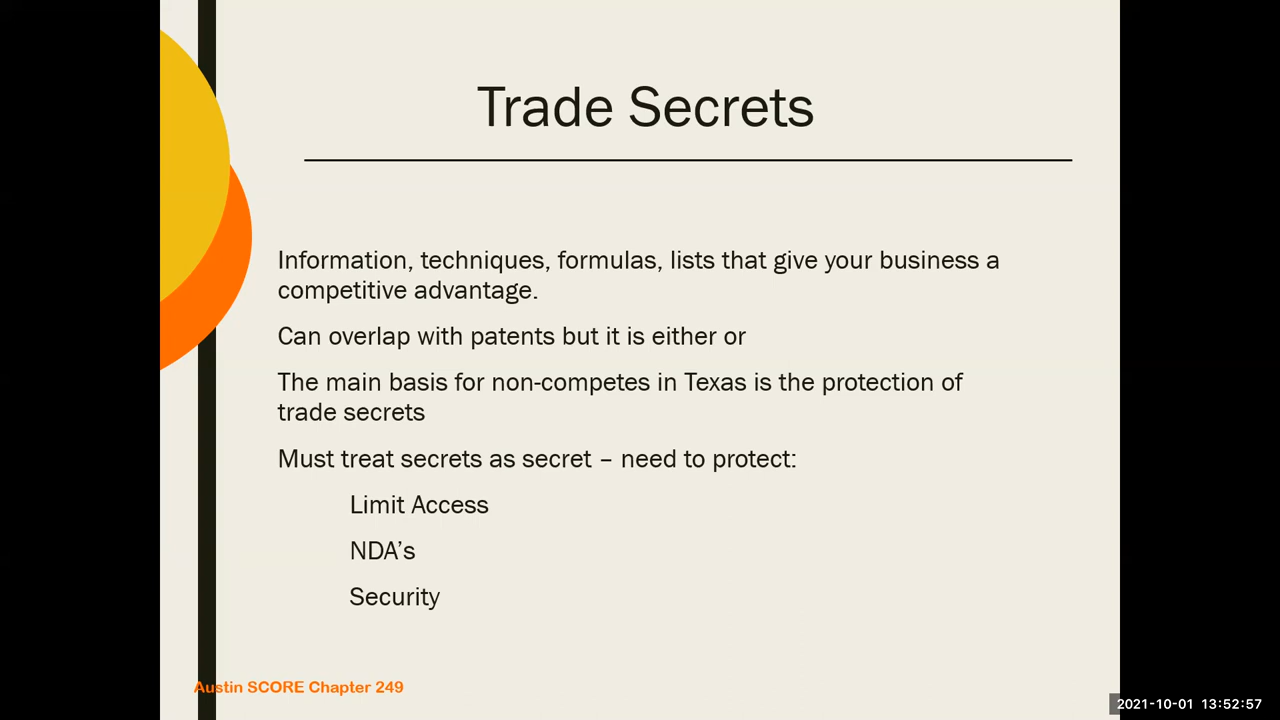 Trade Secrets
Information, techniques, formulas, lists that give your business a
competitive advantage.
Can overlap with patents but it is either or
The main basis for non-competes in Texas is the protection of
trade secrets
Must treat secrets as secret – need to protect:
Limit Access
NDA’s
Security
Austin SCORE Chapter 249
2021-10-01 13:52:57